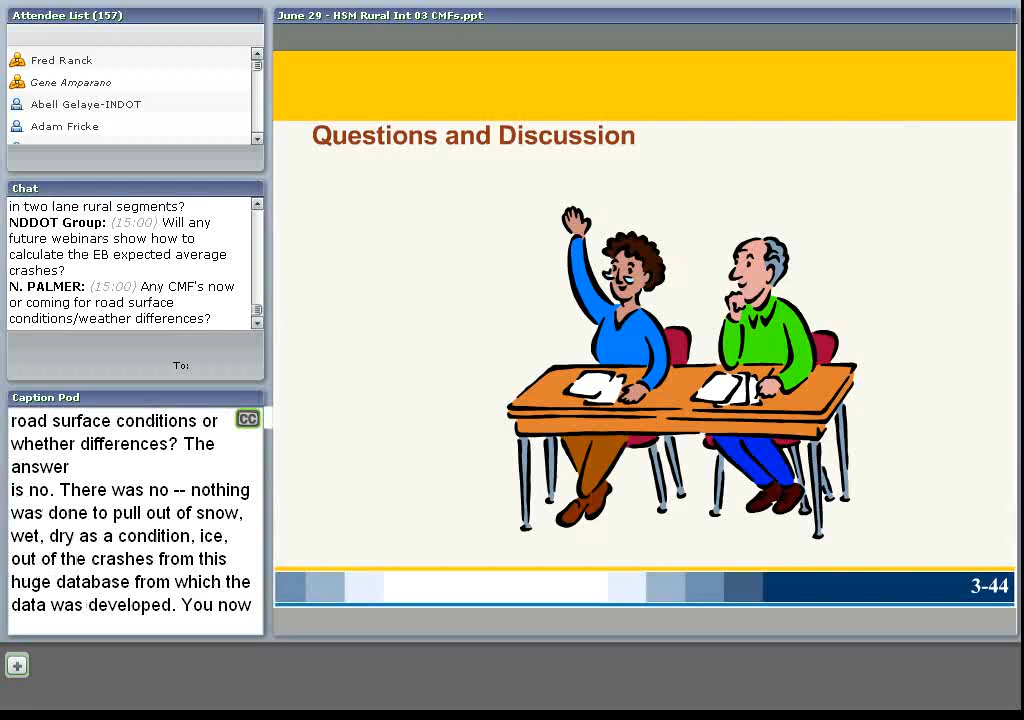 Attendee List (157)
Fred Ranck
Gene Amparano
Abell Gelaye-INDOT
Adam Fricke
Chat
in two lane rural segments?
NDDOT Group: (15:00) Will any
future webinars show how to
calculate the EB expected average
crashes?
N. PALMER: (15:00) Any CMF's now
or coming for road surface
conditions/weather differences?
To:
Caption Pod
road surface conditions or
whether differences? The
answer
is no. There was no -- nothing
was done to pull out of snow,
wet, dry as a condition, ice,
out of the crashes from this
huge database from which the
data was developed. You now
CC
June 29 - HSM Rural Int 03 CMFs.ppt
Questions and Discussion
3-44